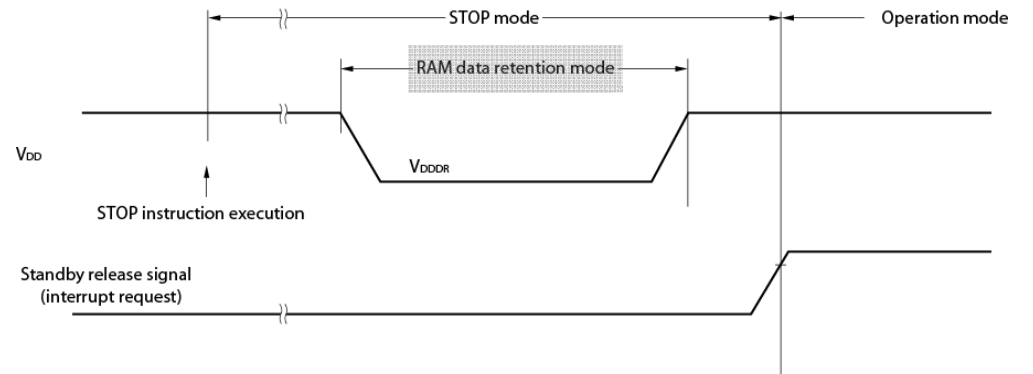 STOP mode
Operation mode
RAM data retention mode
VDD
VDDDR
STOP instruction execution
Standby release signal
(interrupt request)